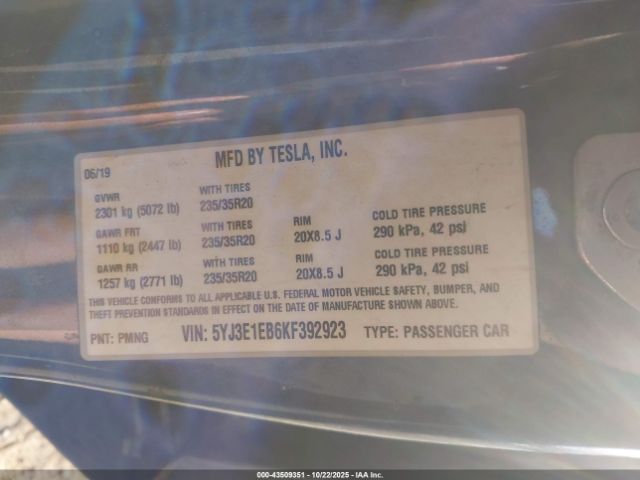 MFD BY TESLA, INC.
06/19
GVWR WITH TIRES
2301 kg (5072 lb) 235/35R20
GAWR FRT WITH TIRES RIM COLD TIRE PRESSURE
1110 kg (2447 lb) 235/35R20 20X8.5 J 290 kPa, 42 psi
GAWR RR WITH TIRES RIM COLD TIRE PRESSURE
1257 kg (2771 lb) 235/35R20 20X8.5 J 290 kPa, 42 psi
THIS VEHICLE CONFORMS TO ALL APPLICABLE U.S. FEDERAL MOTOR VEHICLE SAFETY, BUMPER, AND
THEFT PREVENTION STANDARDS IN EFFECT ON THE DATE OF MANUFACTURE SHOWN ABOVE.
PNT: PMNG VIN: 5YJ3E1EB6KF392923 TYPE: PASSENGER CAR
000-43509351 - 10/22/2025 - IAA Inc.